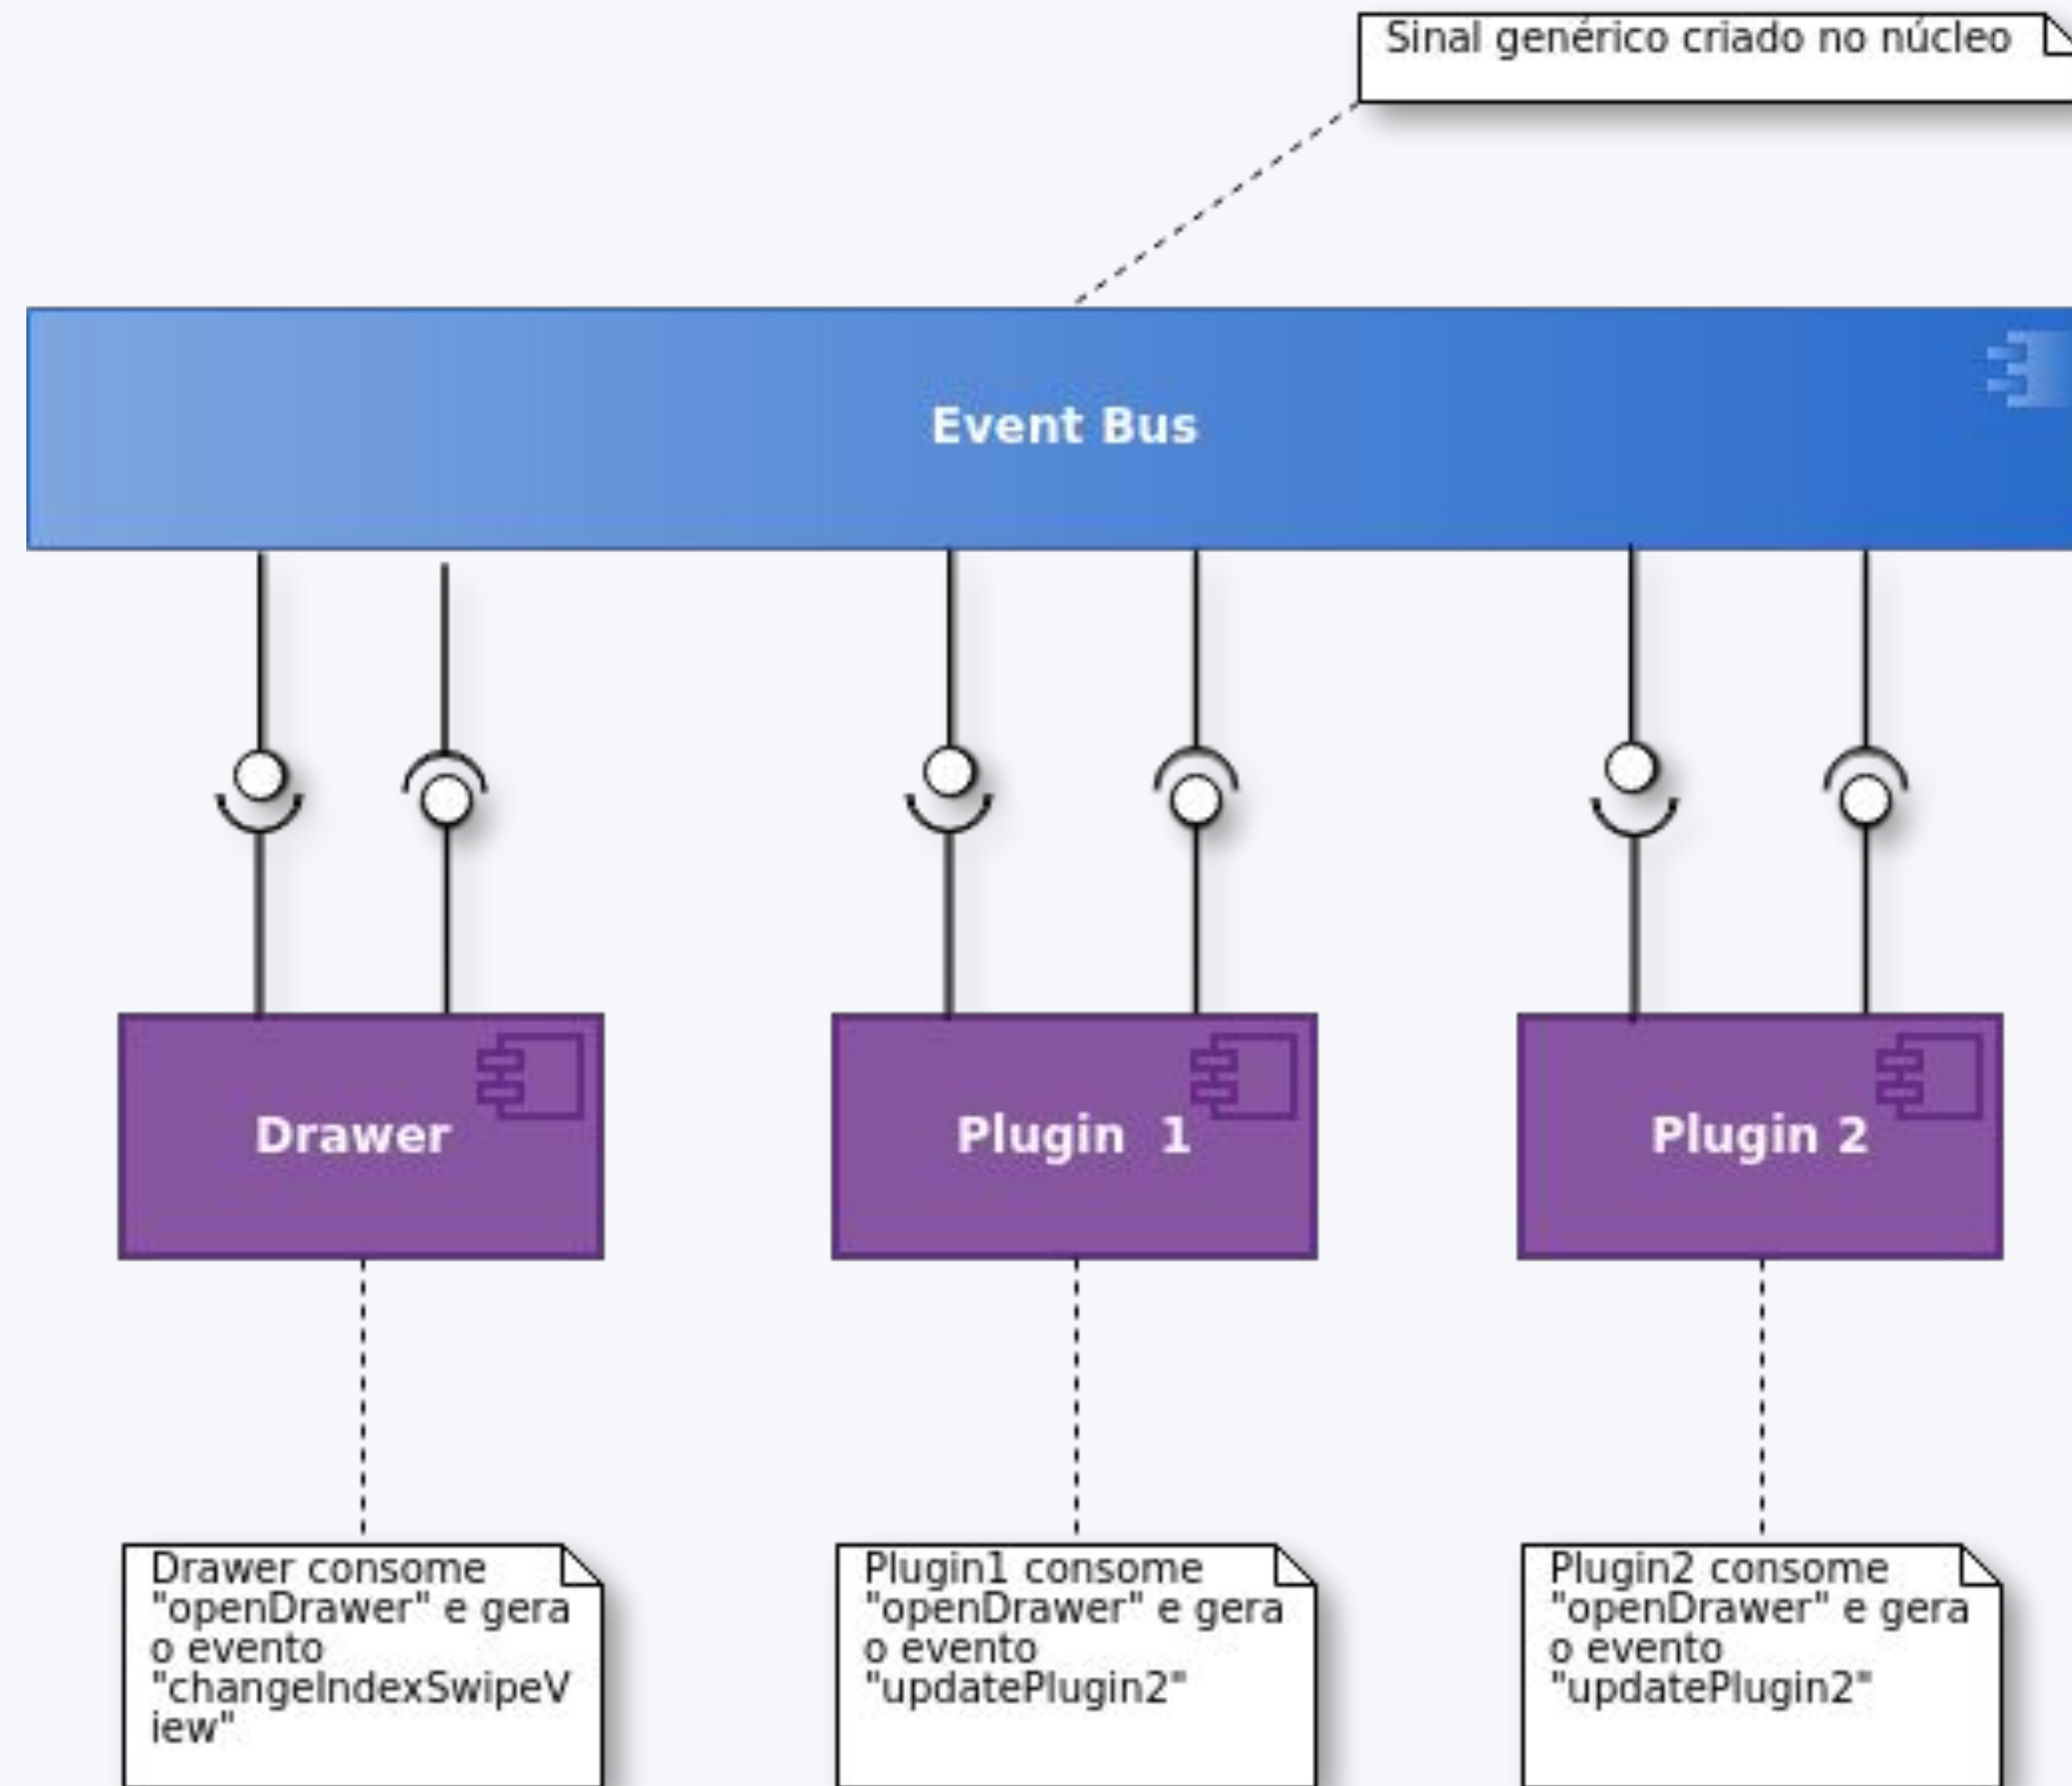 Sinal genérico criado no núcleo
Event Bus
Drawer
Plugin  1
Plugin 2
Drawer consome
"openDrawer" e gera
o evento
"changeIndexSwipeV
iew"
Plugin1 consome
"openDrawer" e gera
o evento
"updatePlugin2"
Plugin2 consome
"openDrawer" e gera
o evento
"updatePlugin2"